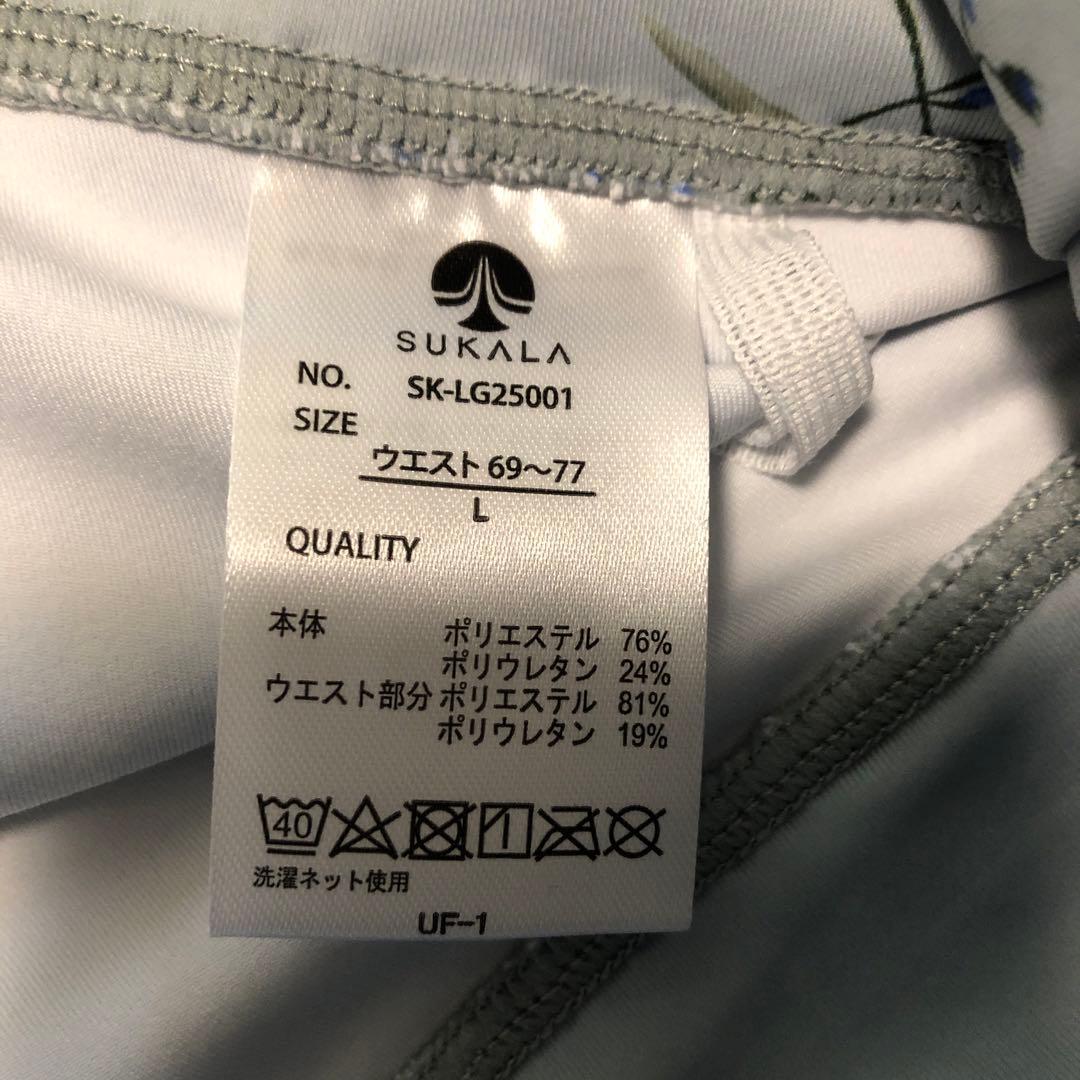 SUKALA
NO. SK-LG25001
SIZE
ウエスト 69〜77
L
QUALITY
本体 ポリエステル 76%
ポリウレタン 24%
ウエスト部分 ポリエステル 81%
ポリウレタン 19%
40
洗濯ネット使用
UF-1